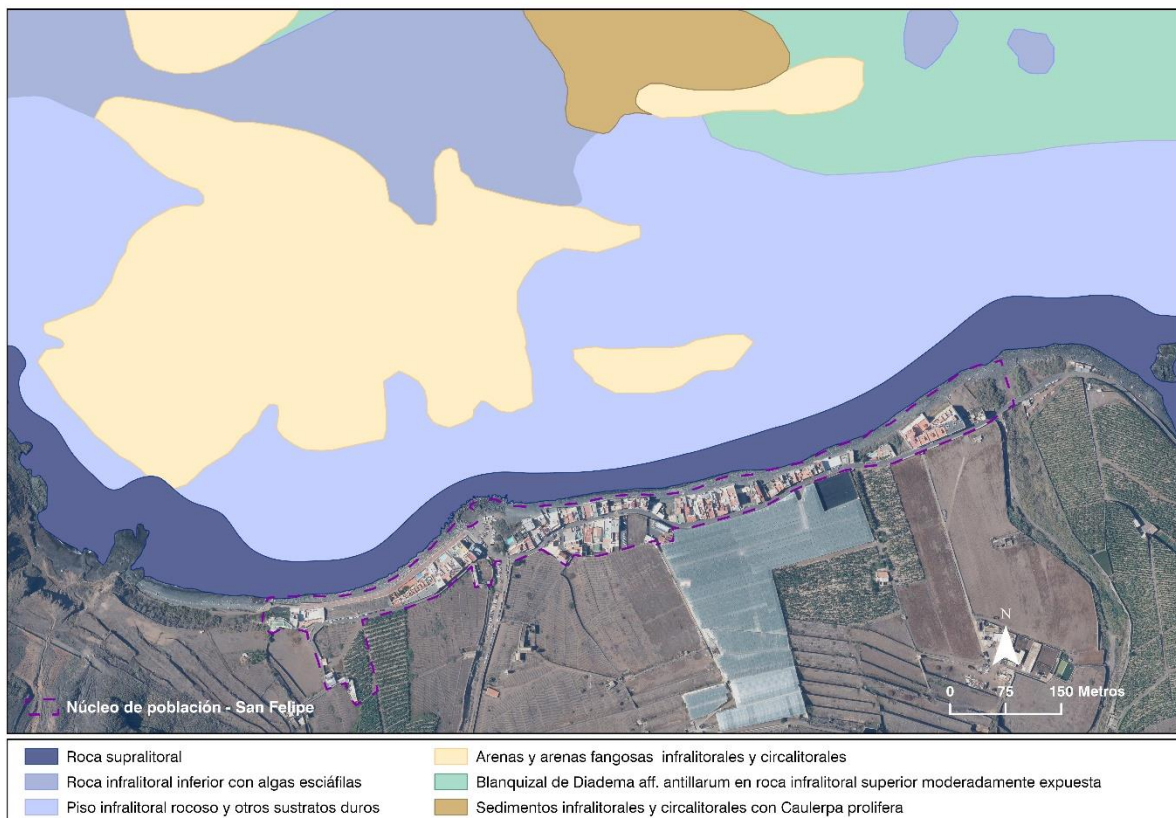 N
0 75 150 Metros
Núcleo de población - San Felipe
Roca supralitoral
Roca infralitoral inferior con algas esciáfilas
Piso infralitoral rocoso y otros sustratos duros
Arenas y arenas fangosas infralitorales y circalitorales
Blanquizal de Diadema aff. antillarum en roca infralitoral superior moderadamente expuesta
Sedimentos infralitorales y circalitorales con Caulerpa prolifera